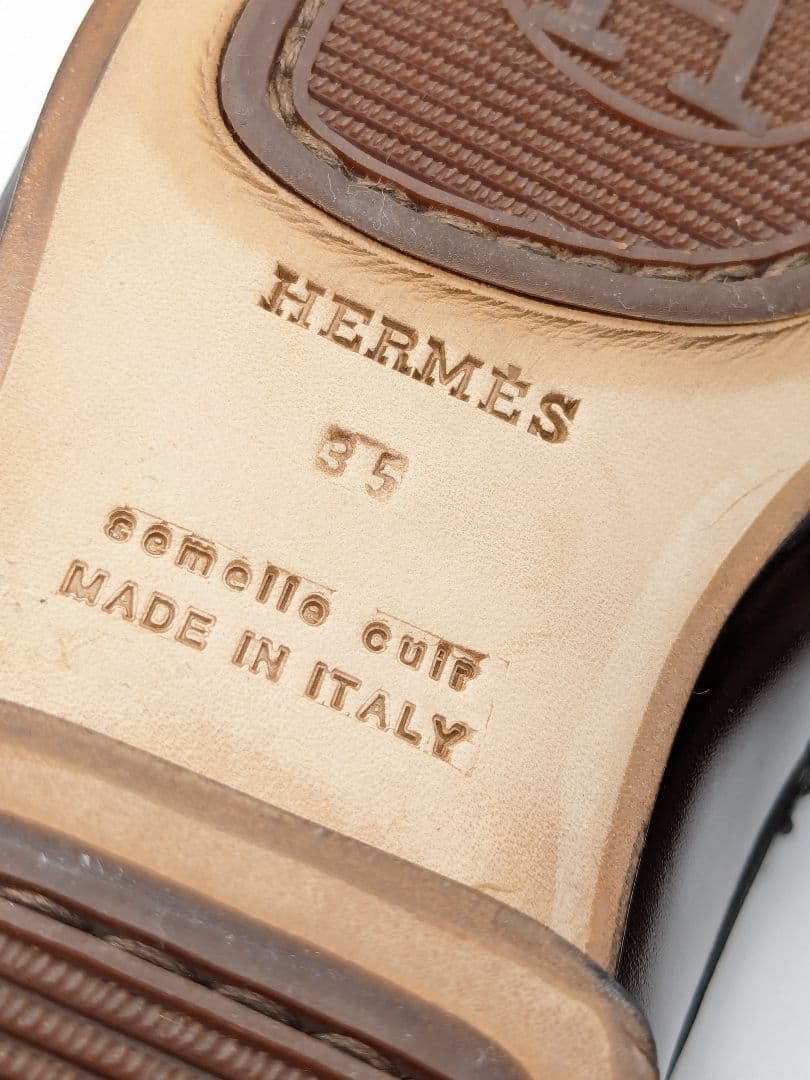 H
HERMÈS
35
semelle cuir
MADE IN ITALY